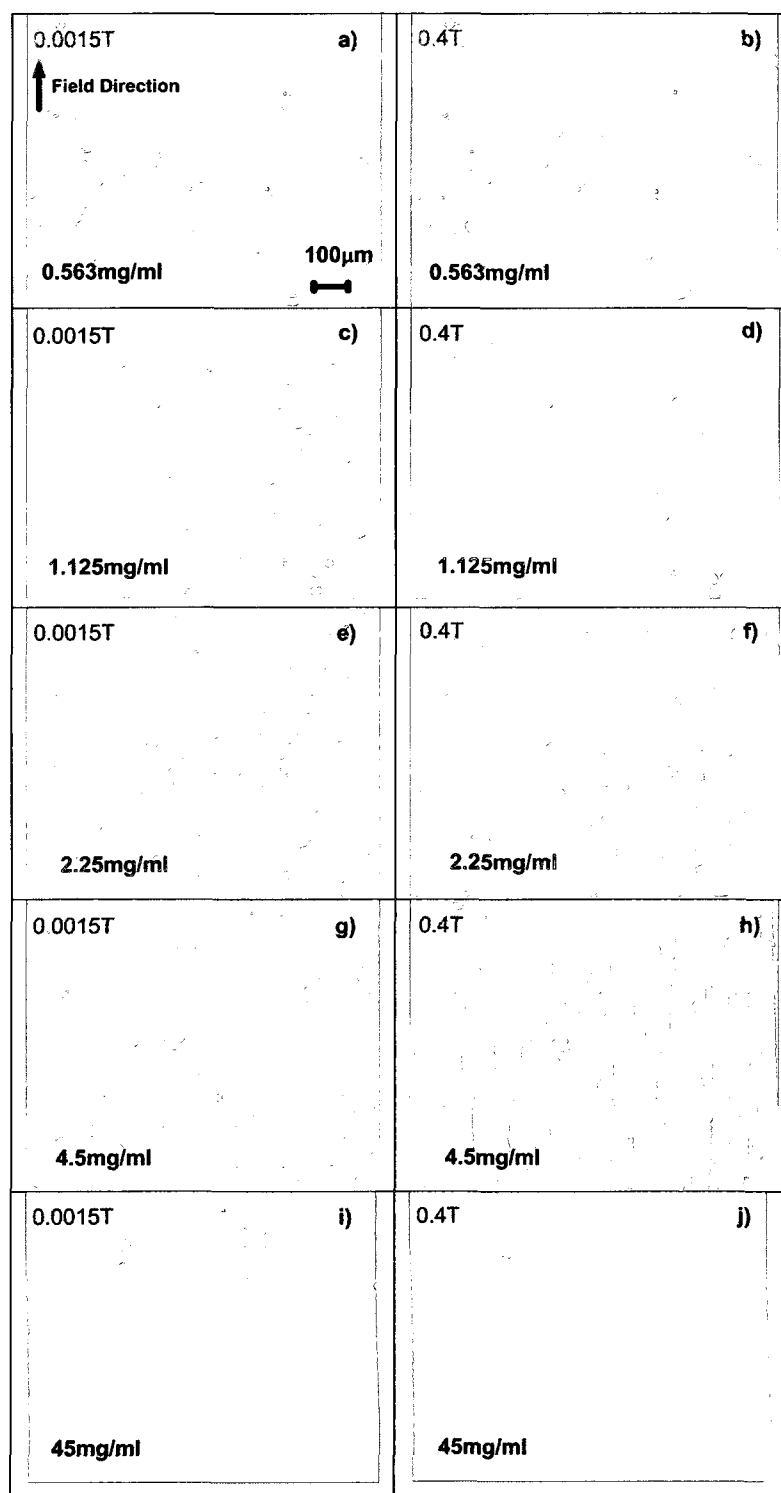 0.0015T a)
Field Direction
0.563mg/ml
100μm
0.4T b)
0.563mg/ml
0.0015T c)
1.125mg/ml
0.4T d)
1.125mg/ml
0.0015T e)
2.25mg/ml
0.4T f)
2.25mg/ml
0.0015T g)
4.5mg/ml
0.4T h)
4.5mg/ml
0.0015T i)
45mg/ml
0.4T j)
45mg/ml